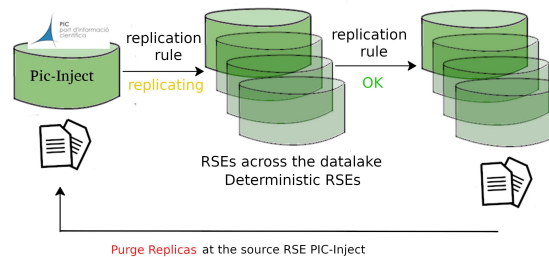 PIC
port d'informació
científica
Pic-Inject
replication
rule
replicating
replication
rule
OK
RSEs across the datalake
Deterministic RSEs
Purge Replicas at the source RSE PIC-Inject